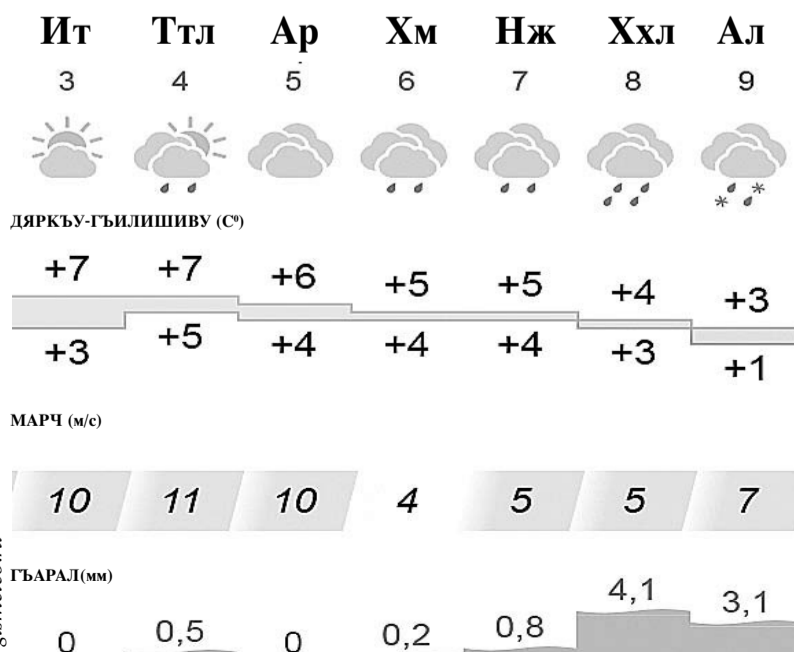 Ит Ттл Ар Хм Нж Ххл Ал
3 4 5 6 7 8 9
ДЯРКЪУ-ГЪИЛИШИВУ (С⁰)
+7 +7 +6 +5 +5 +4 +3
+3 +5 +4 +4 +4 +3 +1
МАРЧ (м/с)
10 11 10 4 5 5 7
ГЪАРАЛ(мм)
0 0,5 0 0,2 0,8 4,1 3,1